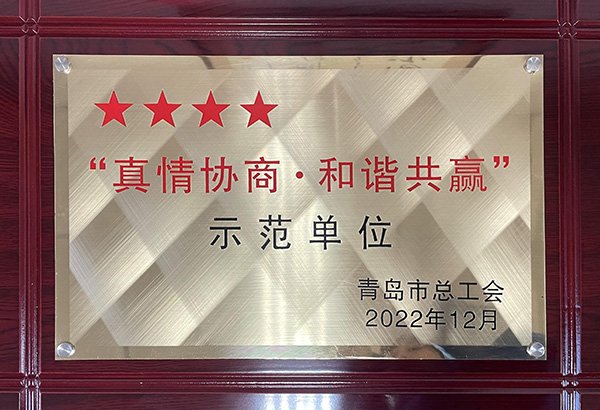 ★★★★
“真情协商·和谐共赢”
示范单位
青岛市总工会
2022年12月